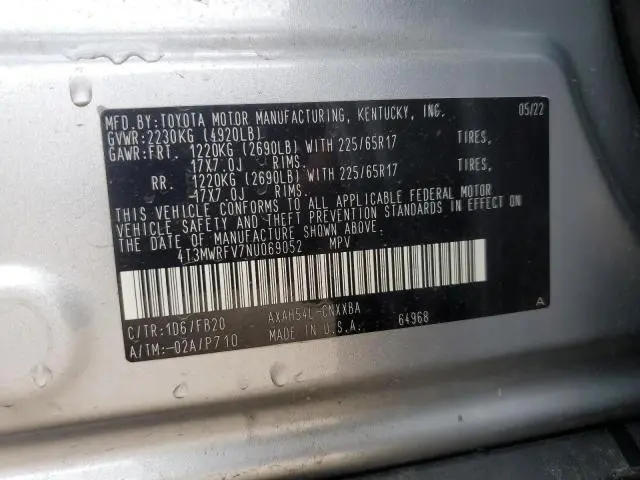 MFD.BY:TOYOTA MOTOR MANUFACTURING, KENTUCKY, INC. 05/22
GVWR:2230KG (4920LB)
GAWR:FRT. 1220KG (2690LB) WITH 225/65R17 TIRES,
17X7.0J RIMS.
RR. 1220KG (2690LB) WITH 225/65R17 TIRES,
17X7.0J RIMS.
THIS VEHICLE CONFORMS TO ALL APPLICABLE FEDERAL MOTOR
VEHICLE SAFETY AND THEFT PREVENTION STANDARDS IN EFFECT ON
THE DATE OF MANUFACTURE SHOWN ABOVE.
4T3MWRFV7NU069052 MPV
C/TR:1D6/FB20 AXAH54L-CNXXBA A
A/TM:-02A/P710 MADE IN U.S.A. 64968